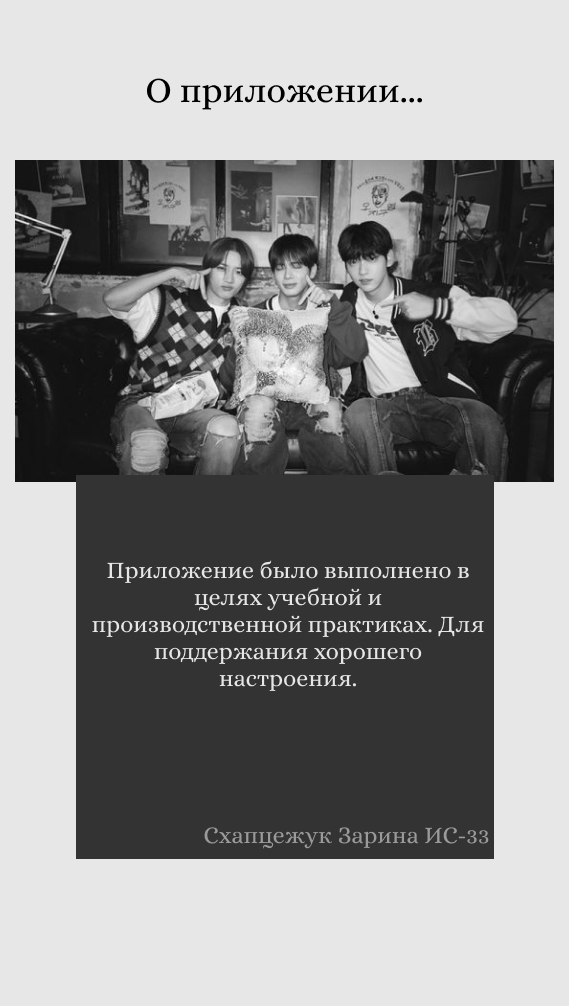 О приложении...
Приложение было выполнено в
целях учебной и
производственной практиках. Для
поддержания хорошего
настроения.
Схапцежук Зарина ИС-33